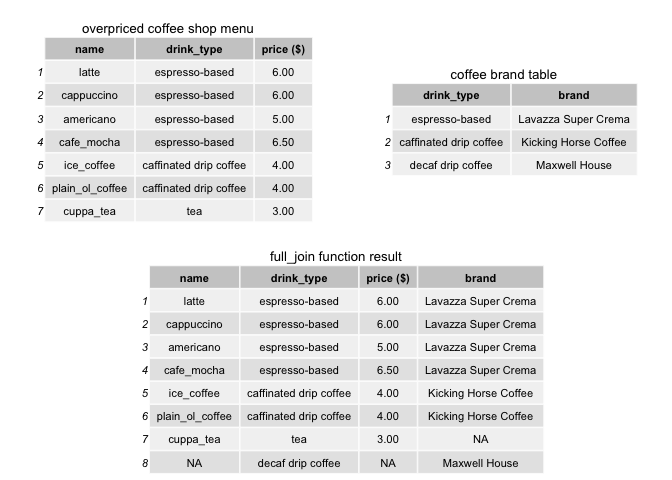 overpriced coffee shop menu
name drink_type price ($)
1 latte espresso-based 6.00
2 cappuccino espresso-based 6.00
3 americano espresso-based 5.00
4 cafe_mocha espresso-based 6.50
5 ice_coffee caffinated drip coffee 4.00
6 plain_ol_coffee caffinated drip coffee 4.00
7 cuppa_tea tea 3.00
coffee brand table
drink_type brand
1 espresso-based Lavazza Super Crema
2 caffinated drip coffee Kicking Horse Coffee
3 decaf drip coffee Maxwell House
full_join function result
name drink_type price ($) brand
1 latte espresso-based 6.00 Lavazza Super Crema
2 cappuccino espresso-based 6.00 Lavazza Super Crema
3 americano espresso-based 5.00 Lavazza Super Crema
4 cafe_mocha espresso-based 6.50 Lavazza Super Crema
5 ice_coffee caffinated drip coffee 4.00 Kicking Horse Coffee
6 plain_ol_coffee caffinated drip coffee 4.00 Kicking Horse Coffee
7 cuppa_tea tea 3.00 NA
8 NA decaf drip coffee NA Maxwell House